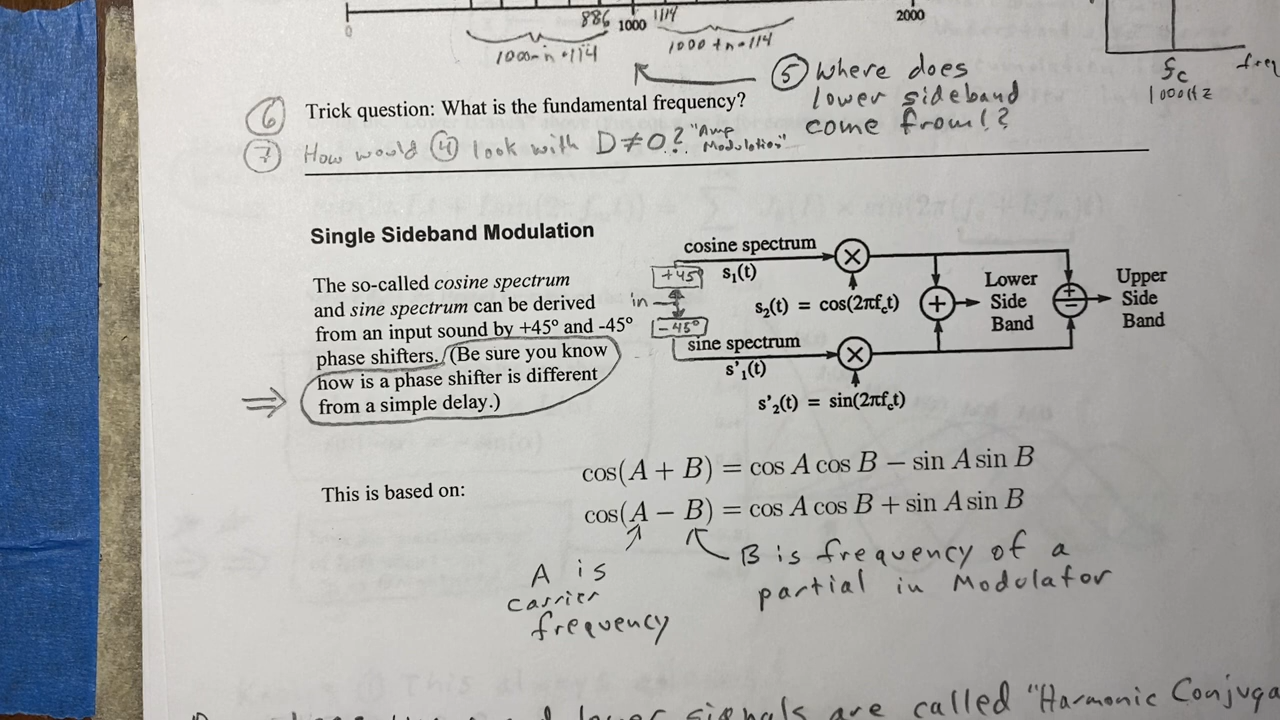 0
886
1000
1114
2000
1000-n·114
1000+n·114
fc
1000Hz
freq
⑤ Where does
lower sideband
come from!?
⑥ Trick question: What is the fundamental frequency?
⑦ How would ④ look with D≠0? "Amp
Modulation"
Single Sideband Modulation
The so-called cosine spectrum
and sine spectrum can be derived
from an input sound by +45º and -45º
phase shifters. (Be sure you know
how is a phase shifter is different
from a simple delay.)
in
+45
-45°
cosine spectrum
s₁(t)
×
s₂(t) = cos(2πf꜀t)
sine spectrum
s'₁(t)
×
s'₂(t) = sin(2πf꜀t)
+
Lower
Side
Band
+
−
Upper
Side
Band
This is based on:
cos(A + B) = cos A cos B − sin A sin B
cos(A − B) = cos A cos B + sin A sin B
A is
carrier
frequency
B is frequency of a
partial in Modulator
signals are called "Harmonic Conjuga